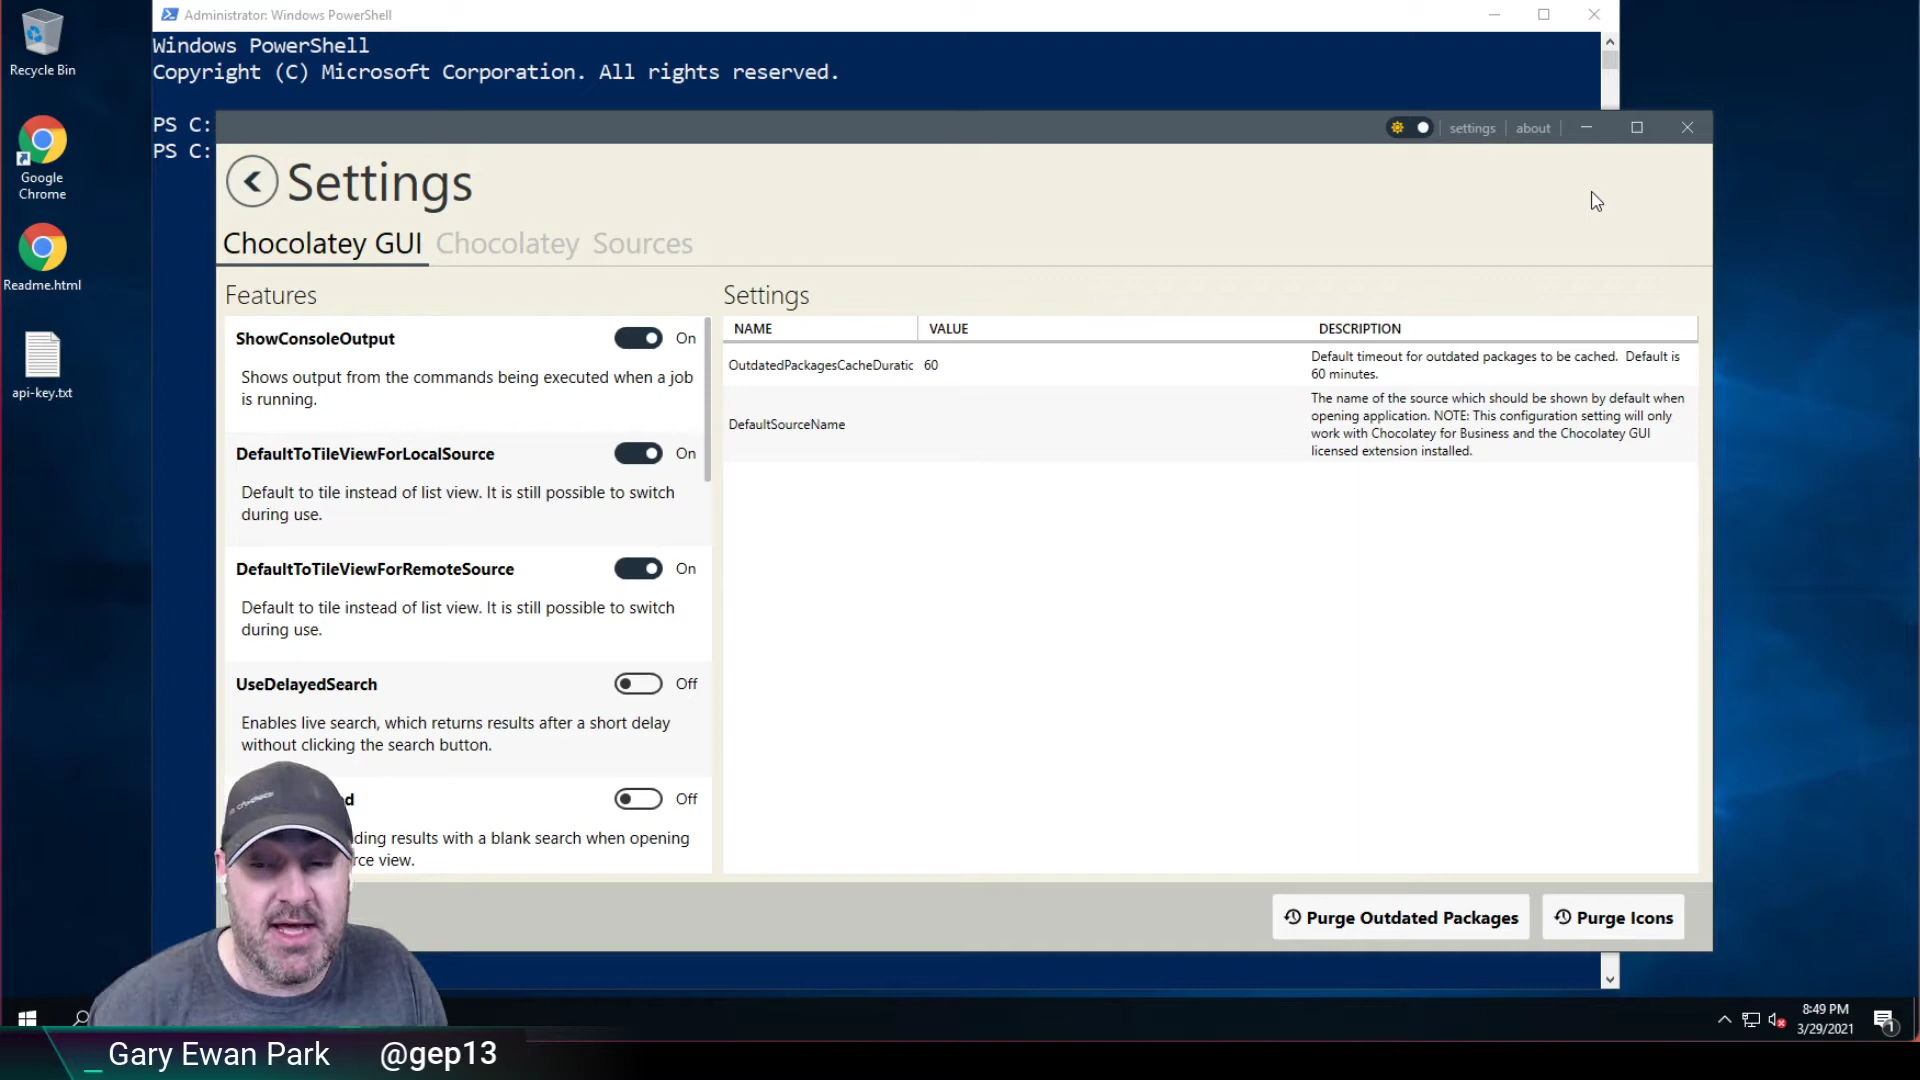 Administrator: Windows PowerShell
Windows PowerShell
Copyright (C) Microsoft Corporation. All rights reserved.
PS C:
PS C:
Recycle Bin
Google
Chrome
Readme.html
api-key.txt
settings
about
Settings
Chocolatey GUI
Chocolatey
Sources
Features
ShowConsoleOutput
On
Shows output from the commands being executed when a job
is running.
DefaultToTileViewForLocalSource
On
Default to tile instead of list view. It is still possible to switch
during use.
DefaultToTileViewForRemoteSource
On
Default to tile instead of list view. It is still possible to switch
during use.
UseDelayedSearch
Off
Enables live search, which returns results after a short delay
without clicking the search button.
Off
results with a blank search when opening
view.
Settings
NAME
VALUE
DESCRIPTION
OutdatedPackagesCacheDuratic
60
Default timeout for outdated packages to be cached. Default is
60 minutes.
DefaultSourceName
The name of the source which should be shown by default when
opening application. NOTE: This configuration setting will only
work with Chocolatey for Business and the Chocolatey GUI
licensed extension installed.
Purge Outdated Packages
Purge Icons
8:49 PM
3/29/2021
1
_ Gary Ewan Park
@gep13